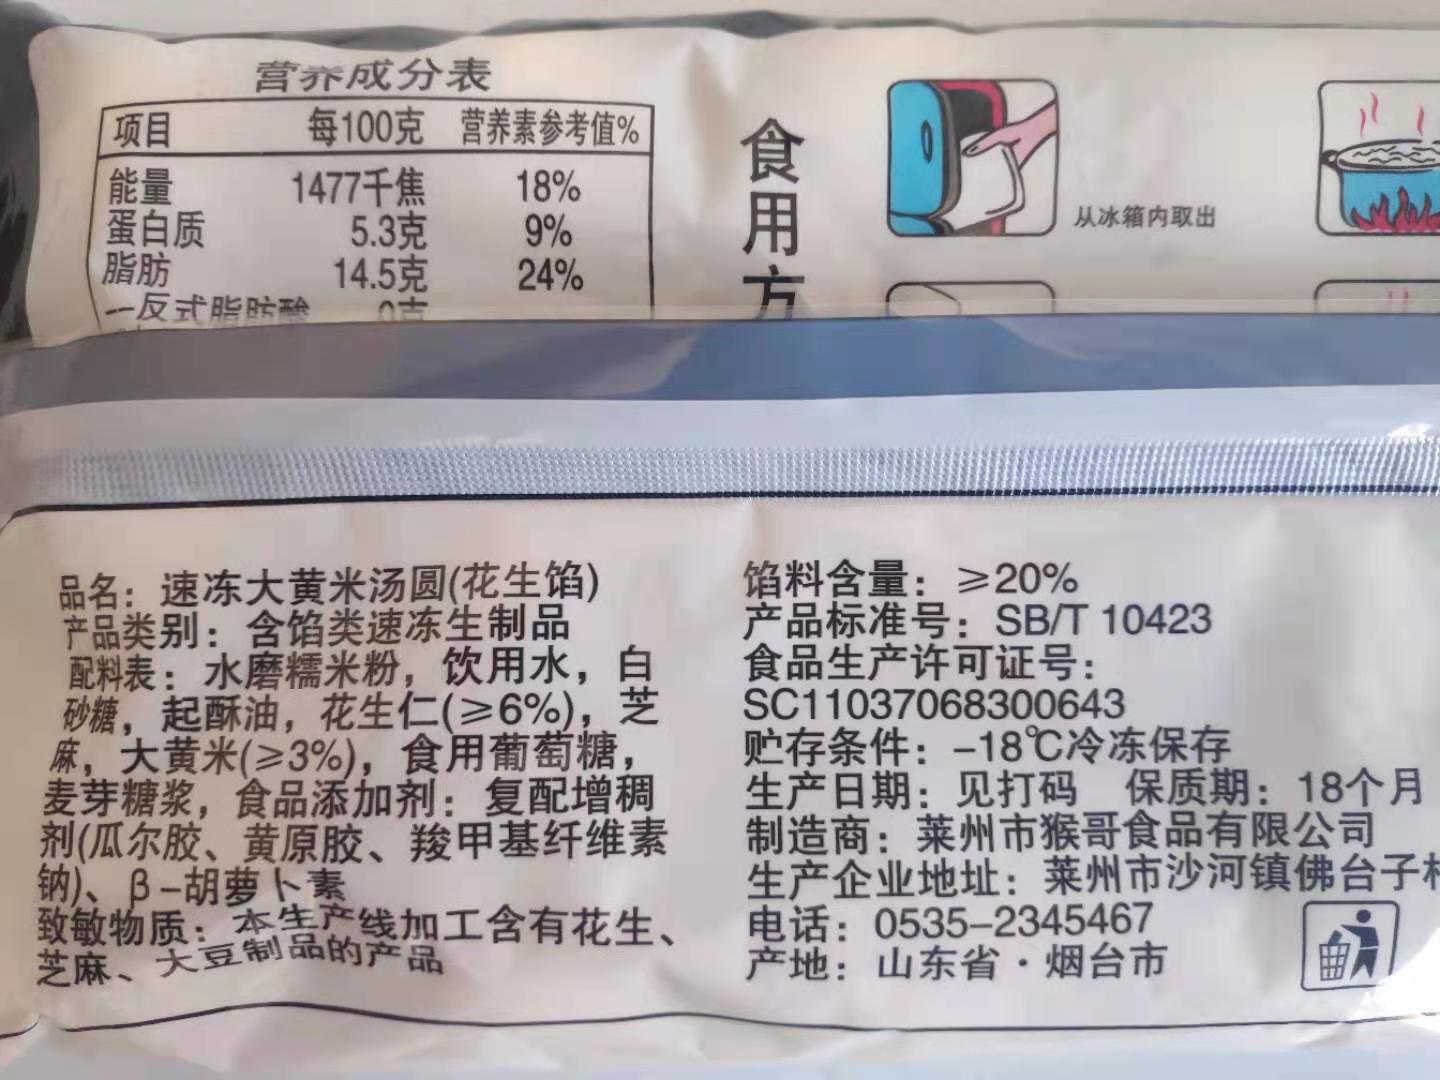 营养成分表
项目 每100克 营养素参考值%
能量 1477千焦 18%
蛋白质 5.3克 9%
脂肪 14.5克 24%
—反式脂肪酸 0克
食用方
从冰箱内取出
品名：速冻大黄米汤圆(花生馅)
产品类别：含馅类速冻生制品
配料表：水磨糯米粉，饮用水，白
砂糖，起酥油，花生仁(≥6%)，芝
麻，大黄米(≥3%)，食用葡萄糖，
麦芽糖浆，食品添加剂：复配增稠
剂(瓜尔胶、黄原胶、羧甲基纤维素
钠)、β-胡萝卜素
致敏物质：本生产线加工含有花生、
芝麻、大豆制品的产品
馅料含量：≥20%
产品标准号：SB/T 10423
食品生产许可证号：
SC11037068300643
贮存条件：-18℃冷冻保存
生产日期：见打码 保质期：18个月
制造商：莱州市猴哥食品有限公司
生产企业地址：莱州市沙河镇佛台子村
电话：0535-2345467
产地：山东省·烟台市